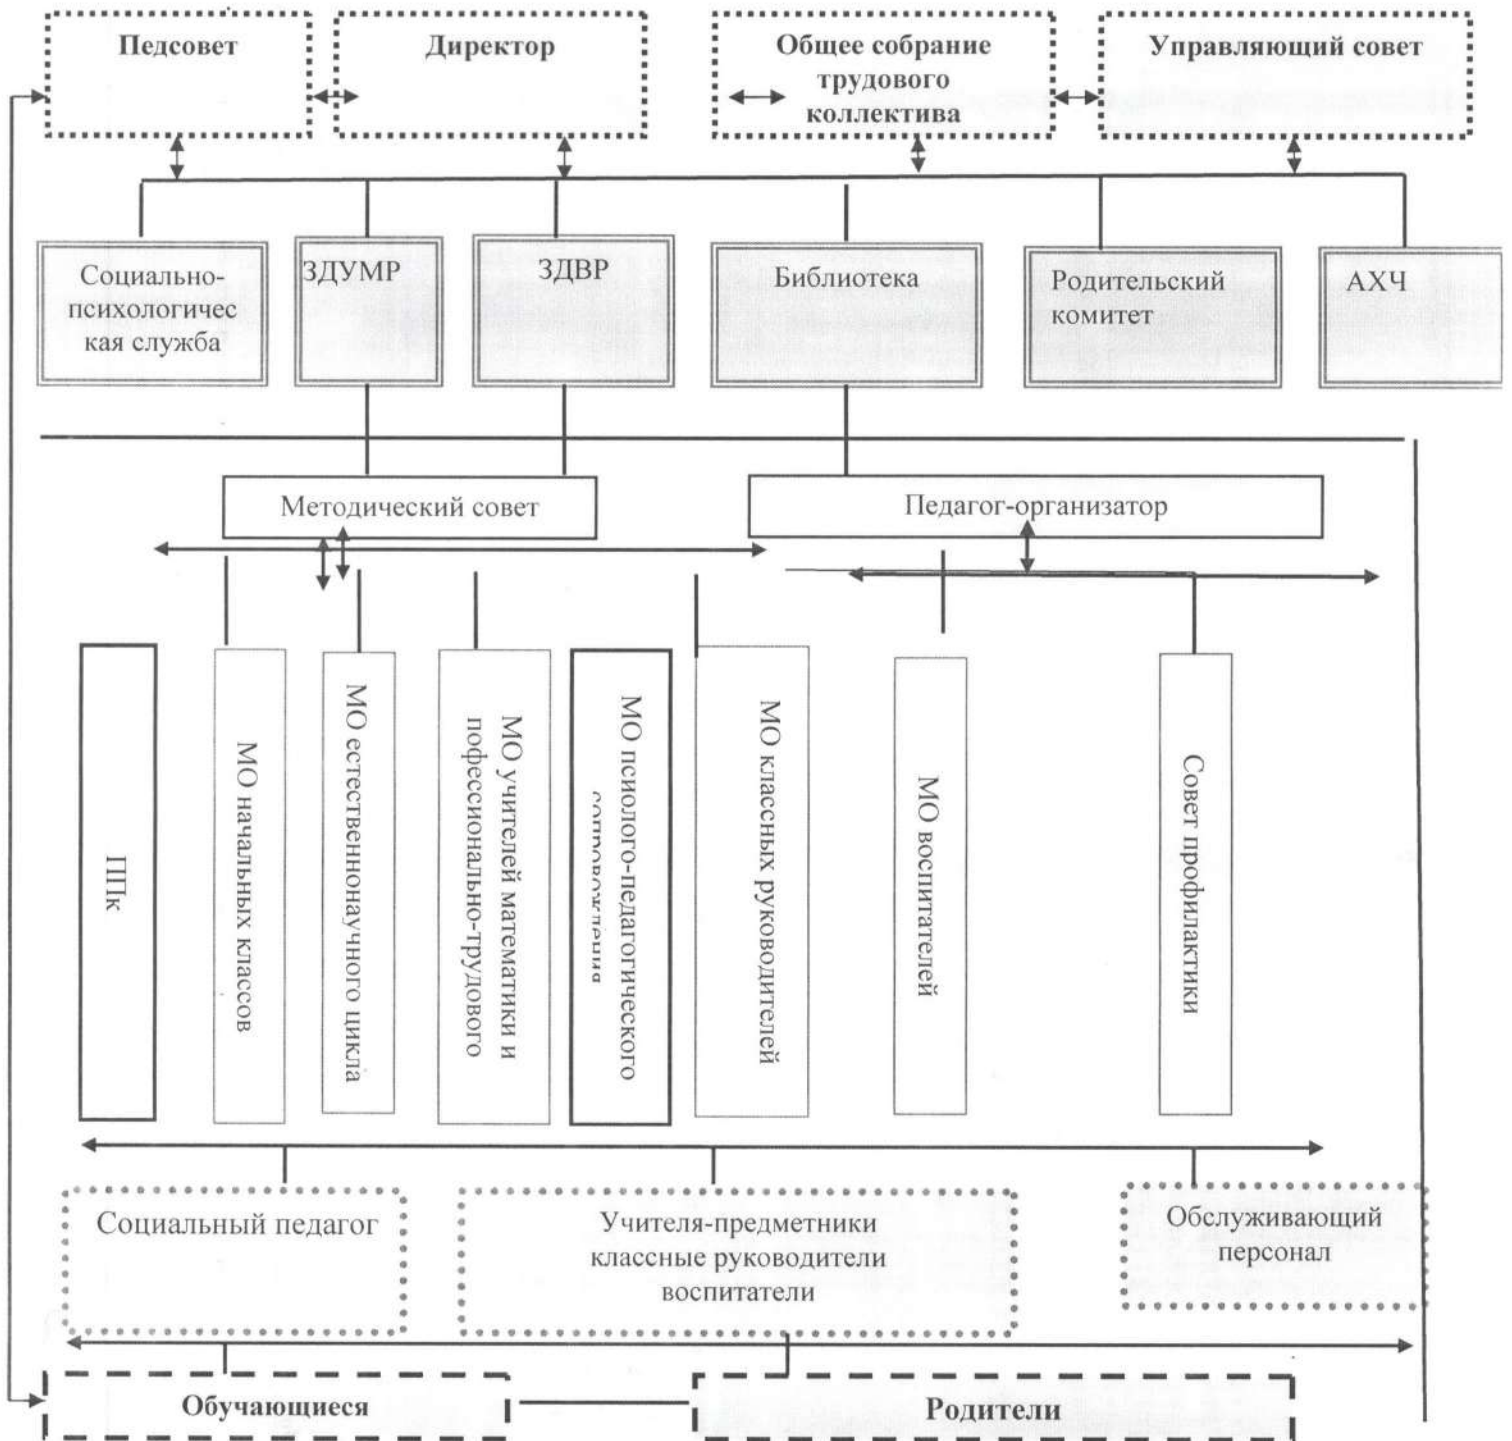 Педсовет
Директор
Общее собрание
трудового
коллектива
Управляющий совет
Социально-
психологичес
кая служба
ЗДУМР
ЗДВР
Библиотека
Родительский
комитет
АХЧ
Методический совет
Педагог-организатор
ППк
МО начальных классов
МО естественнонаучного цикла
МО учителей математики и
пофессионально-трудового
МО псиолого-педагогического
сопровождения
МО классных руководителей
МО воспитателей
Совет профилактики
Социальный педагог
Учителя-предметники
классные руководители
воспитатели
Обслуживающий
персонал
Обучающиеся
Родители